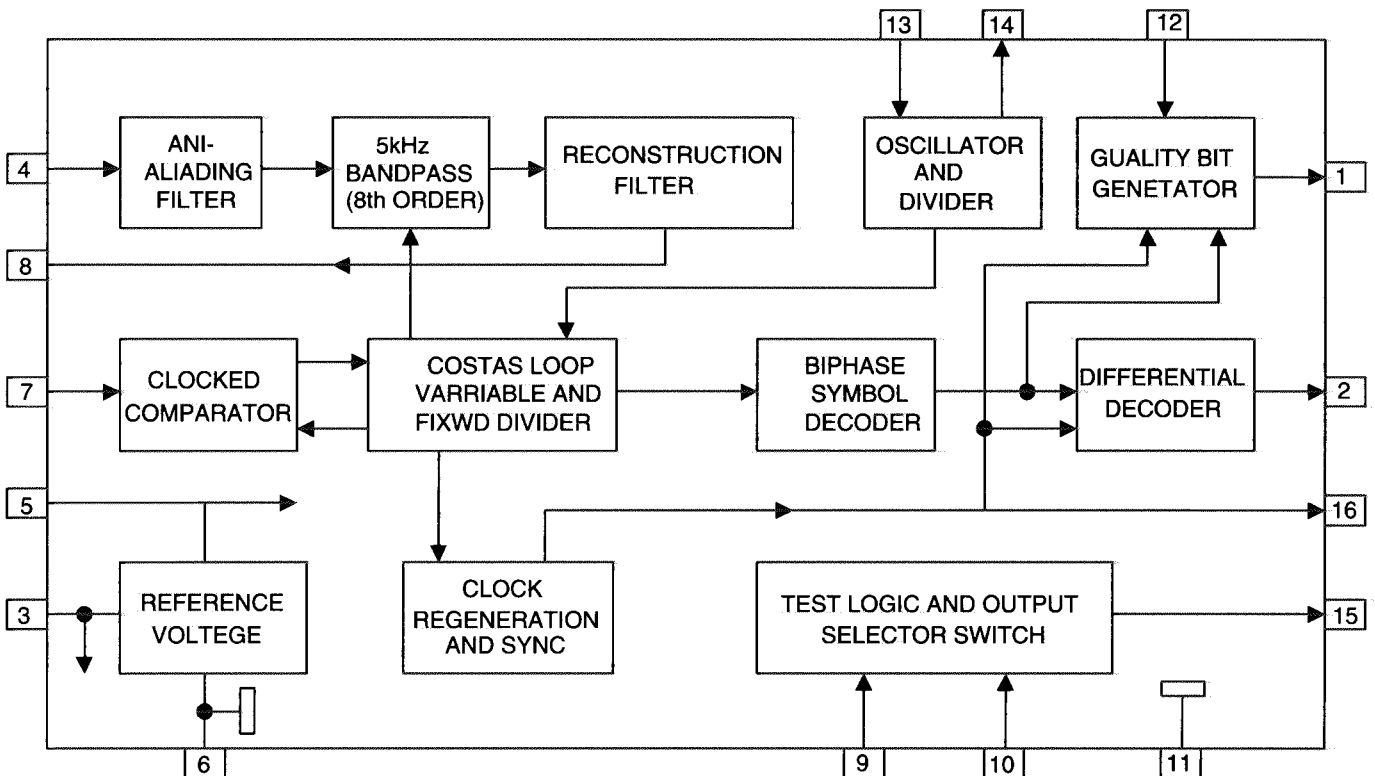 13
14
12
ANI-
ALIADING
FILTER
5kHz
BANDPASS
(8th ORDER)
RECONSTRUCTION
FILTER
OSCILLATOR
AND
DIVIDER
GUALITY BIT
GENETATOR
4
1
8
7
CLOCKED
COMPARATOR
COSTAS LOOP
VARRIABLE AND
FIXWD DIVIDER
BIPHASE
SYMBOL
DECODER
DIFFERENTIAL
DECODER
2
5
16
3
REFERENCE
VOLTEGE
CLOCK
REGENERATION
AND SYNC
TEST LOGIC AND OUTPUT
SELECTOR SWITCH
15
6
9
10
11